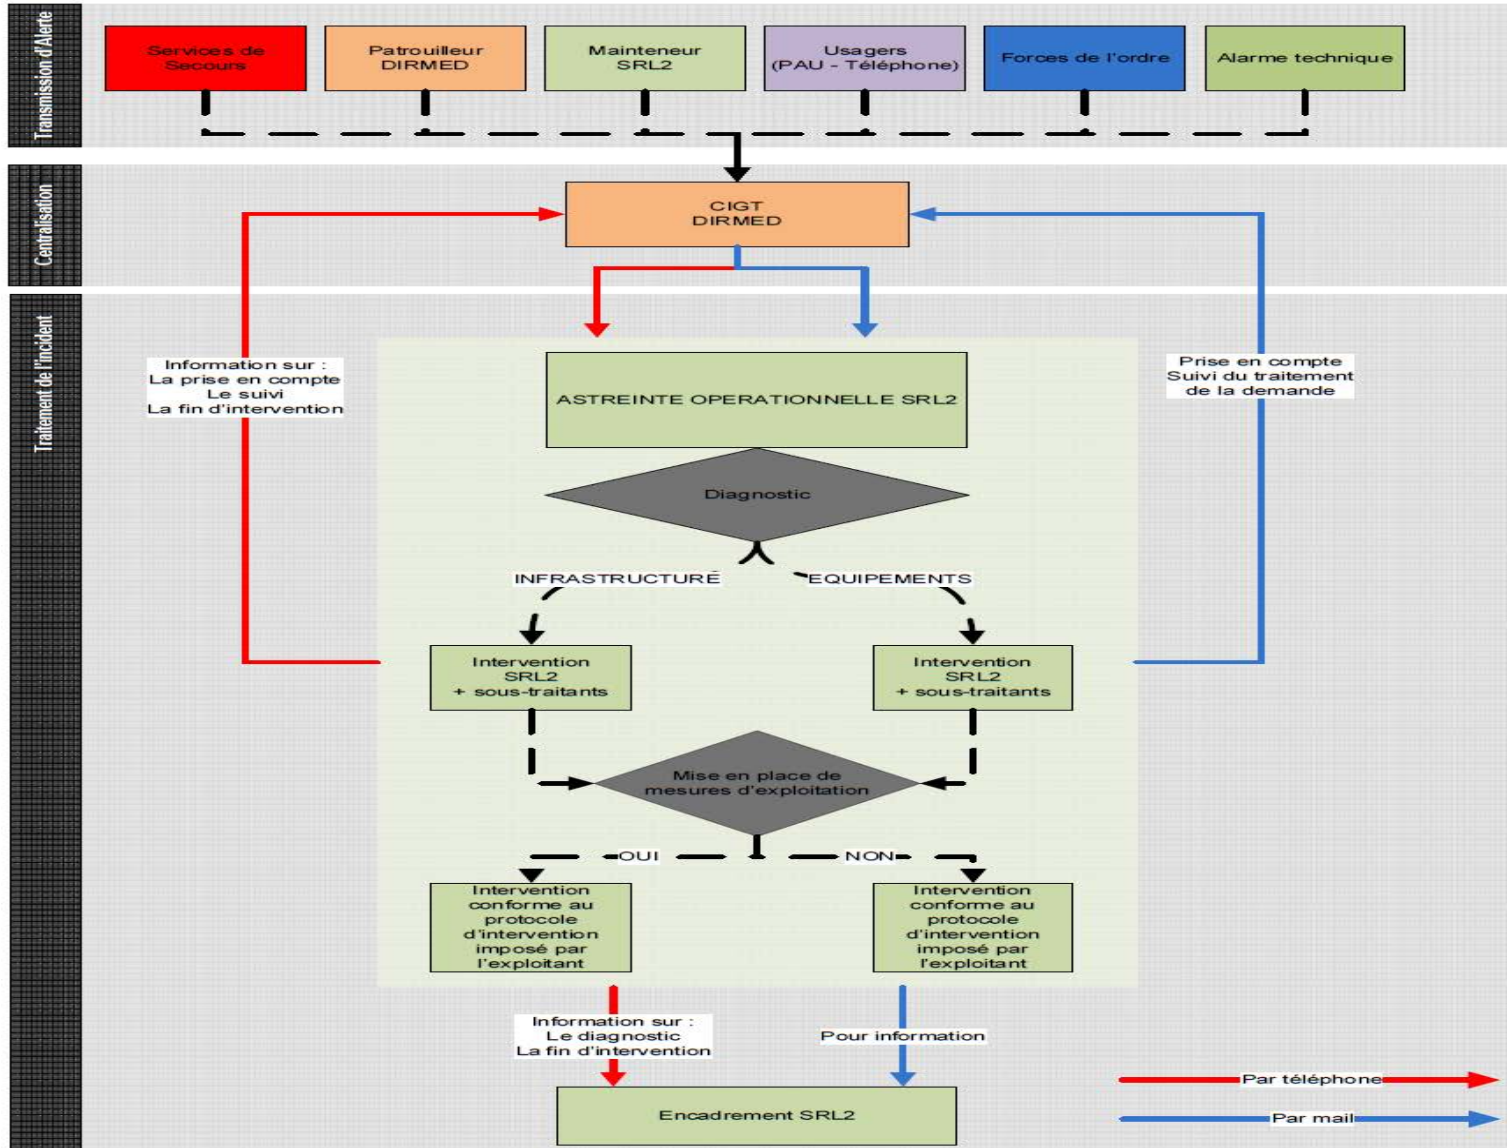 Transmission d'Alerte
Services de
Secours
Patrouilleur
DIRMED
Mainteneur
SRL2
Usagers
(PAU - Téléphone)
Forces de l'ordre
Alarme technique
Centralisation
CIGT
DIRMED
Traitement de l'incident
Information sur :
La prise en compte
Le suivi
La fin d'intervention
Prise en compte
Suivi du traitement
de la demande
ASTREINTE OPERATIONNELLE SRL2
Diagnostic
INFRASTRUCTURE
EQUIPEMENTS
Intervention
SRL2
+ sous-traitants
Intervention
SRL2
+ sous-traitants
Mise en place de
mesures d'exploitation
OUI
NON
Intervention
conforme au
protocole
d'intervention
imposé par
l'exploitant
Intervention
conforme au
protocole
d'intervention
imposé par
l'exploitant
Information sur :
Le diagnostic
La fin d'intervention
Pour information
Encadrement SRL2
Par téléphone
Par mail